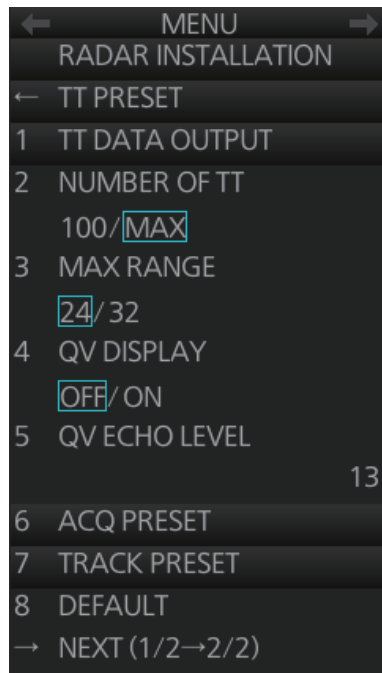 ← MENU →
RADAR INSTALLATION
← TT PRESET
1 TT DATA OUTPUT
2 NUMBER OF TT
100/MAX
3 MAX RANGE
24/32
4 QV DISPLAY
OFF/ON
5 QV ECHO LEVEL
13
6 ACQ PRESET
7 TRACK PRESET
8 DEFAULT
→ NEXT (1/2→2/2)